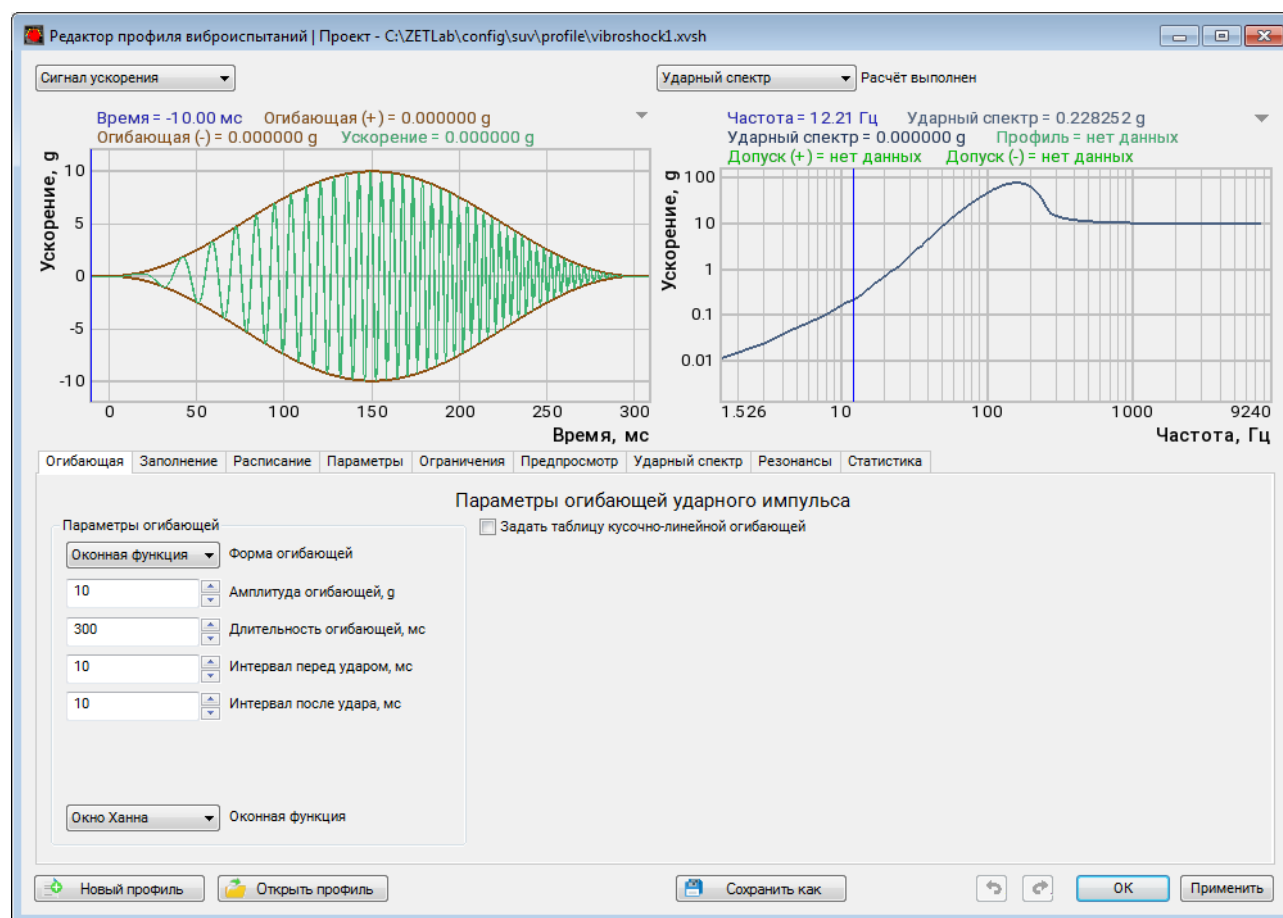 Редактор профиля виброиспытаний | Проект - C:\ZETLab\config\suv\profile\vibroshock1.xvsh
Сигнал ускорения
Ударный спектр
Расчёт выполнен
Время = -10.00 мс Огибающая (+) = 0.000000 g
Огибающая (-) = 0.000000 g Ускорение = 0.000000 g
Ускорение, g
10
5
0
-5
-10
0 50 100 150 200 250 300
Время, мс
Частота = 12.21 Гц Ударный спектр = 0.228252 g
Ударный спектр = 0.000000 g Профиль = нет данных
Допуск (+) = нет данных Допуск (-) = нет данных
Ускорение, g
100
10
1
0.1
0.01
1.526 10 100 1000 9240
Частота, Гц
Огибающая Заполнение Расписание Параметры Ограничения Предпросмотр Ударный спектр Резонансы Статистика
Параметры огибающей ударного импульса
Параметры огибающей
Задать таблицу кусочно-линейной огибающей
Оконная функция Форма огибающей
10 Амплитуда огибающей, g
300 Длительность огибающей, мс
10 Интервал перед ударом, мс
10 Интервал после удара, мс
Окно Ханна Оконная функция
Новый профиль Открыть профиль Сохранить как ОК Применить